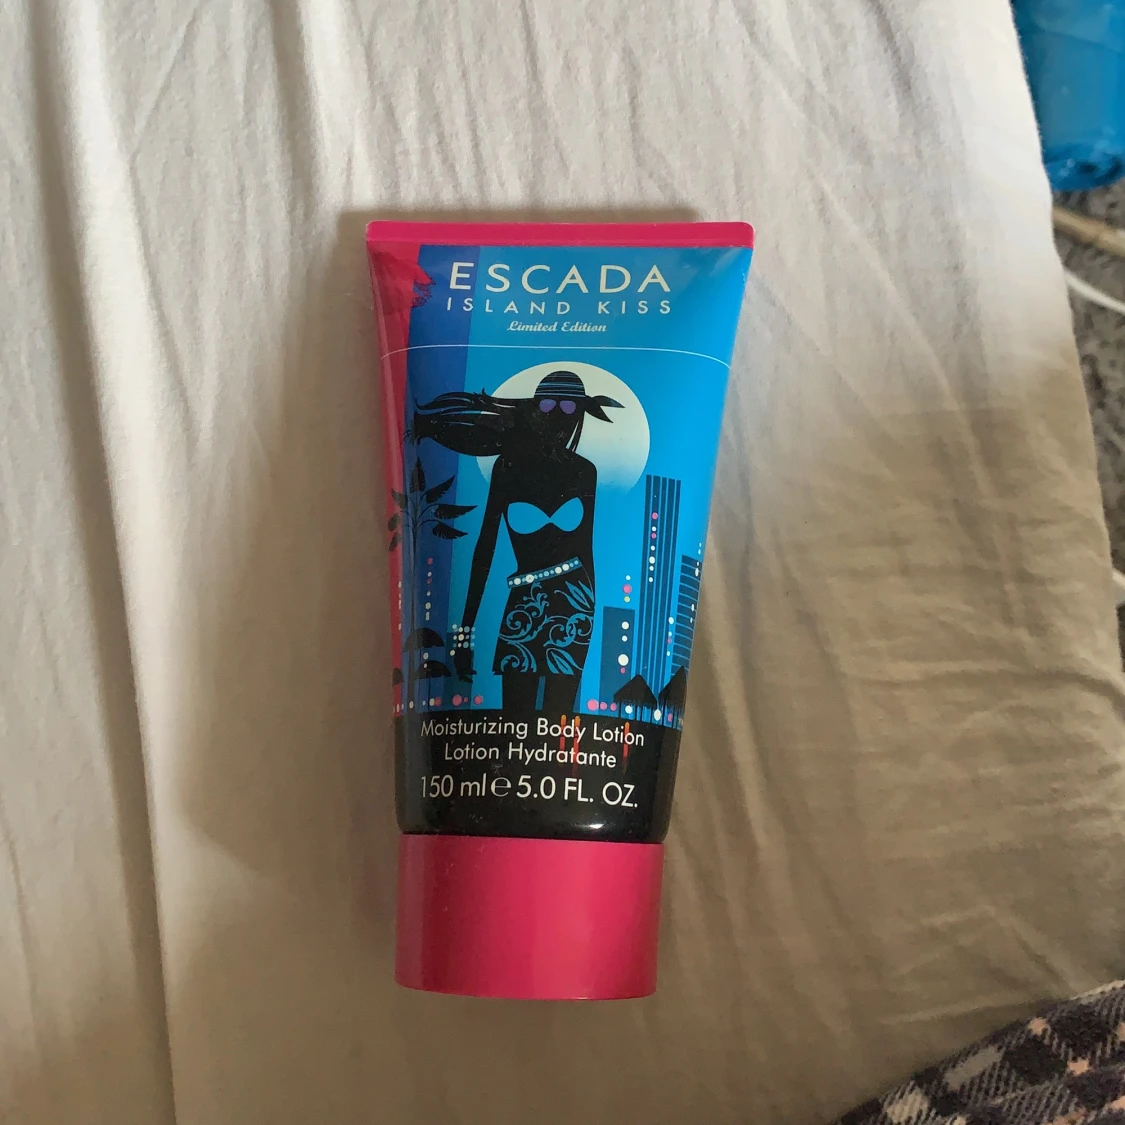 ESCADA
ISLAND KISS
Limited Edition
Moisturizing Body Lotion
Lotion Hydratante
150 ml e 5.0 FL. OZ.